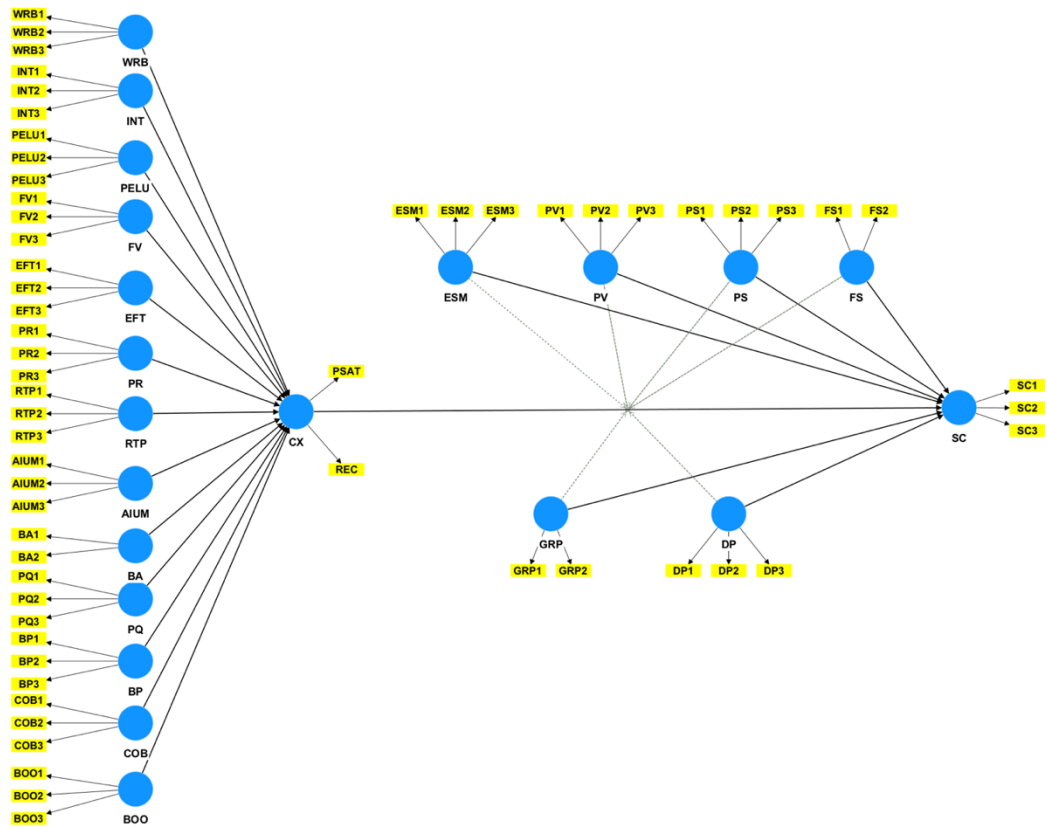 WRB1
WRB2
WRB3
WRB
INT1
INT2
INT3
INT
PELU1
PELU2
PELU3
PELU
FV1
FV2
FV3
FV
EFT1
EFT2
EFT3
EFT
PR1
PR2
PR3
PR
RTP1
RTP2
RTP3
RTP
AIUM1
AIUM2
AIUM3
AIUM
BA1
BA2
BA
PQ1
PQ2
PQ3
PQ
BP1
BP2
BP3
BP
COB1
COB2
COB3
COB
BOO1
BOO2
BOO3
BOO
PSAT
CX
REC
ESM1 ESM2 ESM3
ESM
PV1 PV2 PV3
PV
PS1 PS2 PS3
PS
FS1 FS2
FS
SC1
SC2
SC3
SC
GRP
GRP1 GRP2
DP
DP1 DP2 DP3